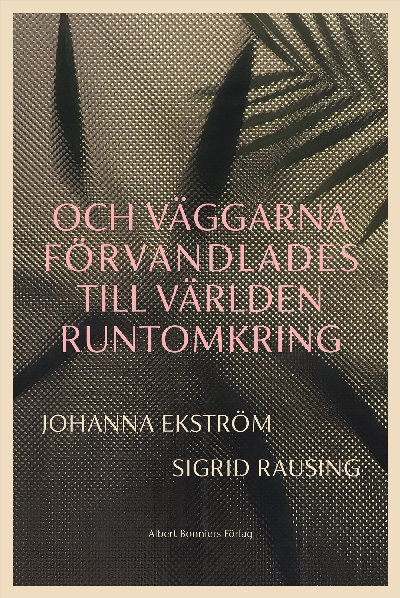 OCH VÄGGARNA
FÖRVANDLADES
TILL VÄRLDEN
RUNTOMKRING
JOHANNA EKSTRÖM
SIGRID RAUSING
Albert Bonniers Förlag